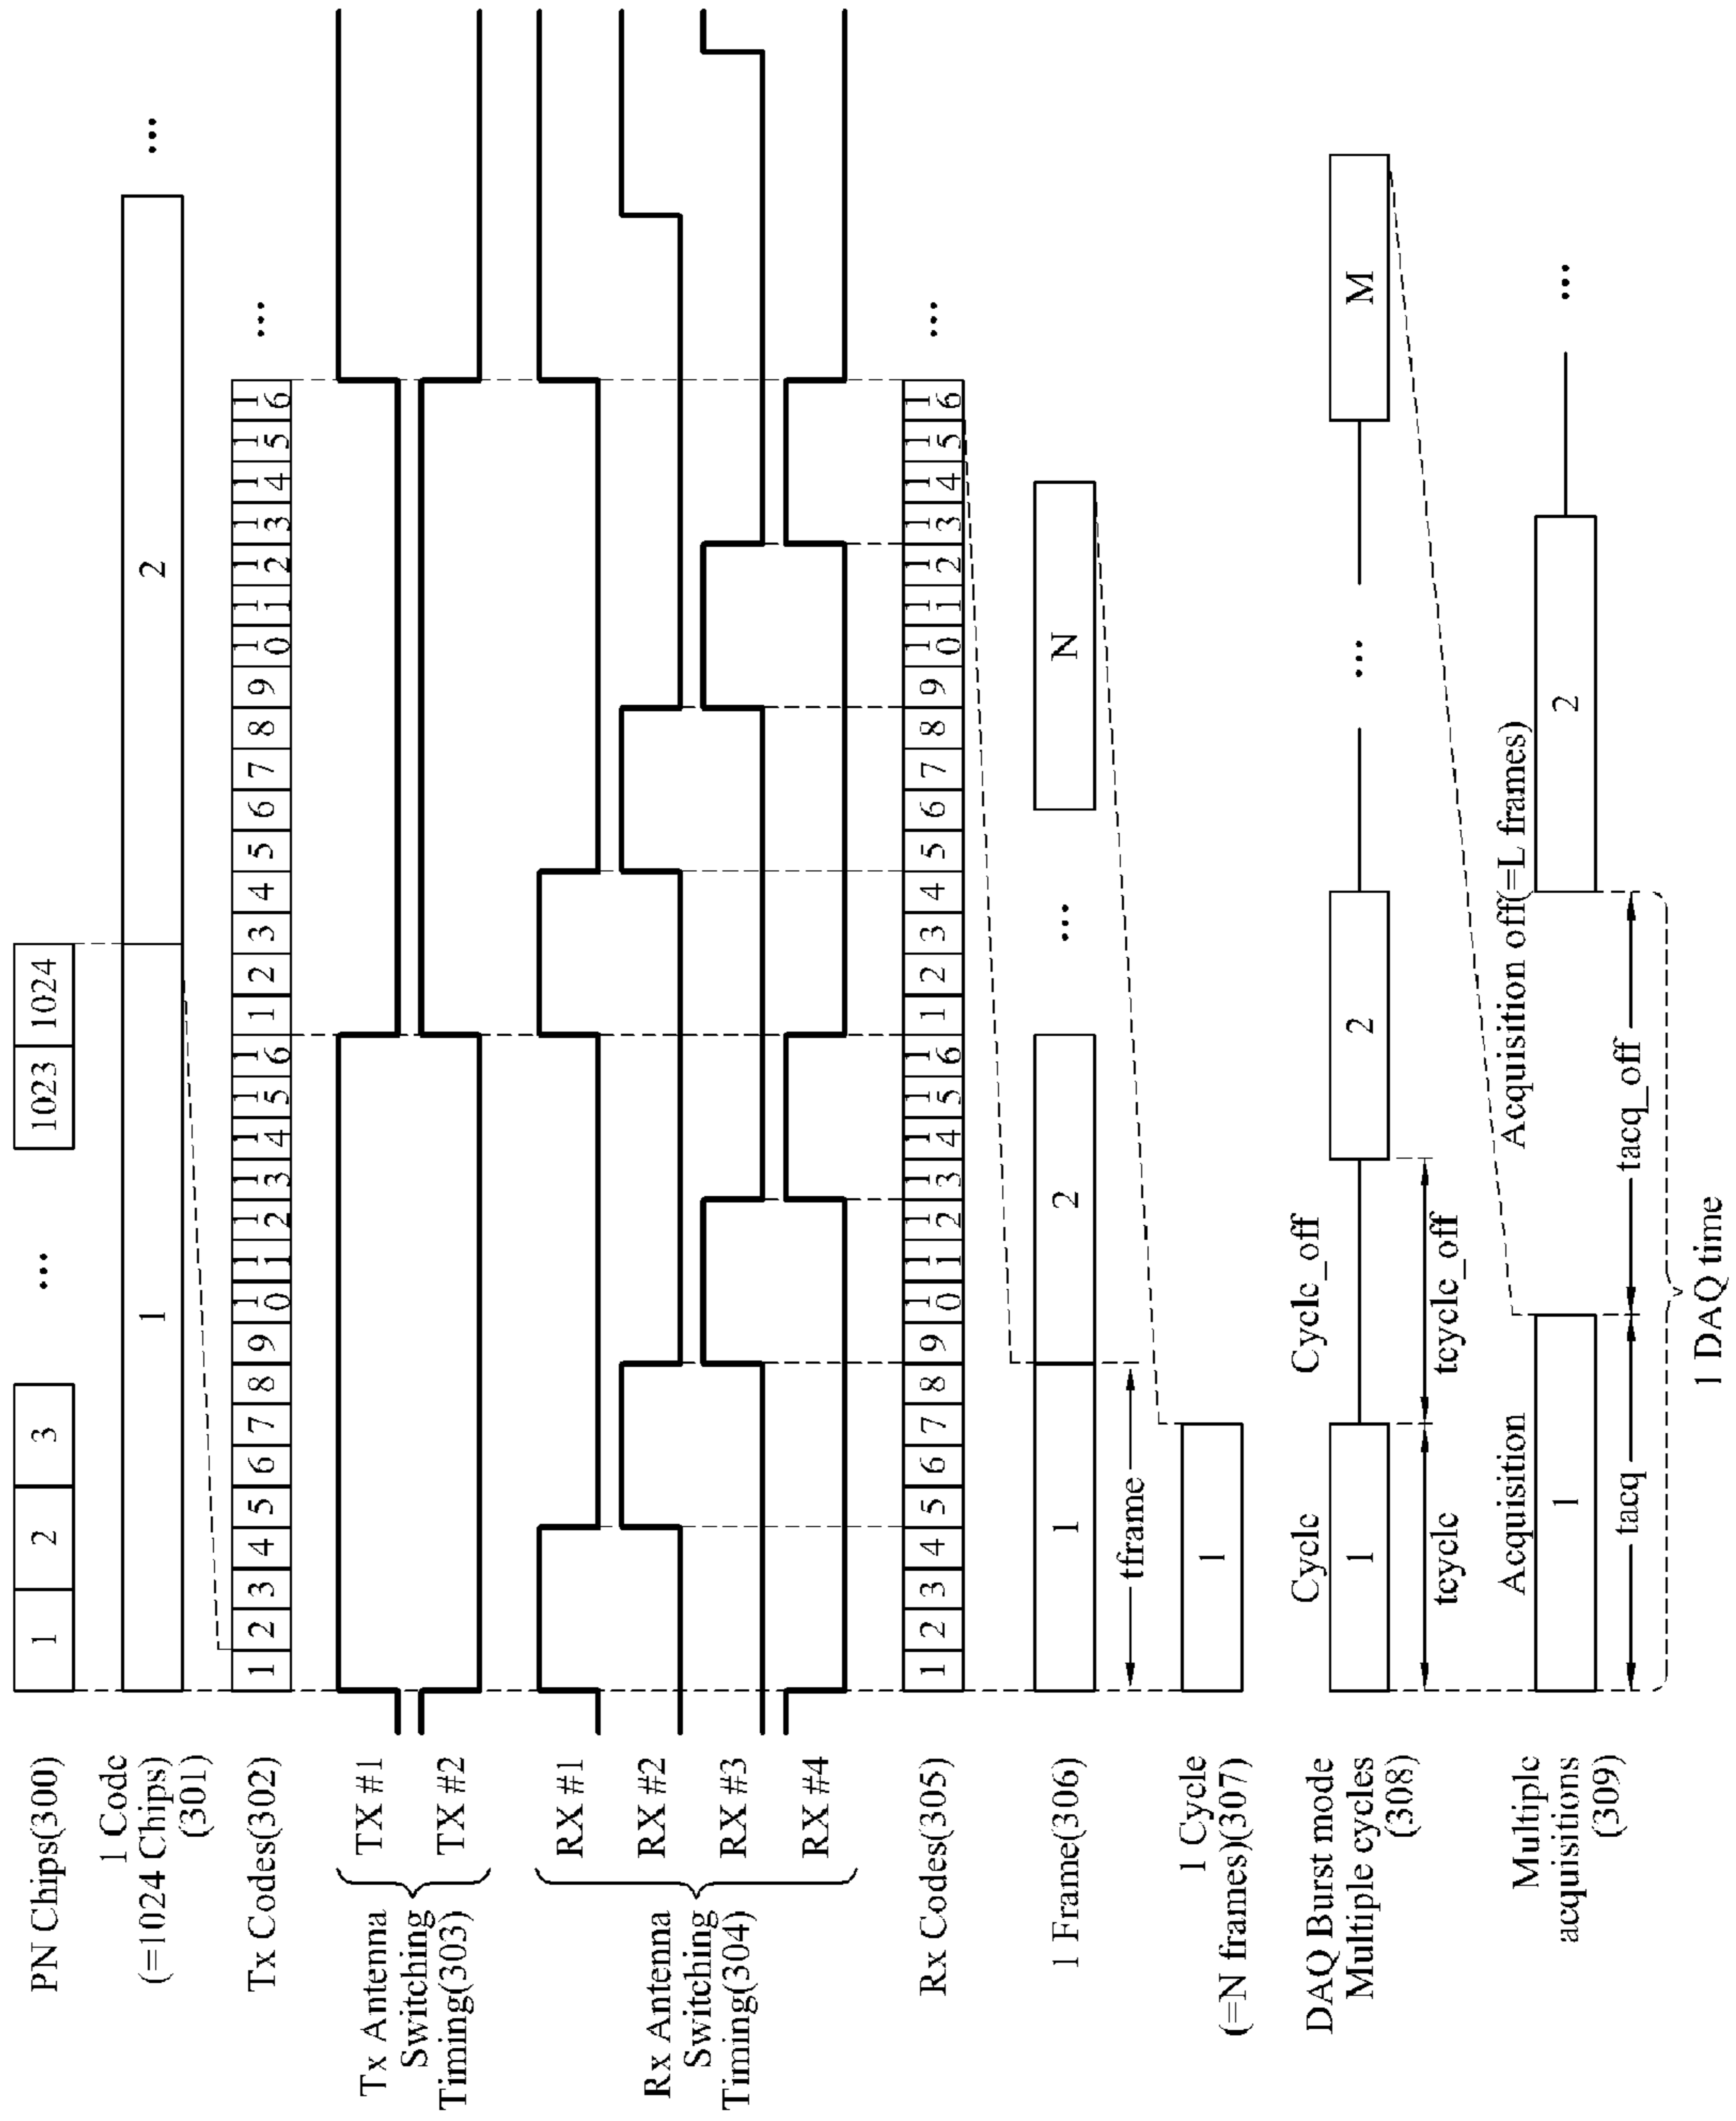 PN Chips(300)
1 2 3 ... 1023 1024
1 Code
(=1024 Chips)
(301)
1 2 ...
Tx Codes(302)
1 2 3 4 5 6 7 8 9 10 11 12 13 14 15 16 1 2 3 4 5 6 7 8 9 10 11 12 13 14 15 16 ...
Tx Antenna
Switching
Timing(303)
TX #1
TX #2
Rx Antenna
Switching
Timing(304)
RX #1
RX #2
RX #3
RX #4
Rx Codes(305)
1 2 3 4 5 6 7 8 9 10 11 12 13 14 15 16 1 2 3 4 5 6 7 8 9 10 11 12 13 14 15 16 ...
1 Frame(306)
1 2 ... N
tframe
1 Cycle
(=N frames)(307)
1
DAQ Burst mode
Multiple cycles
(308)
Cycle Cycle_off
1 2 ... M
tcycle tcycle_off
Multiple
acquisitions
(309)
Acquisition Acquisition off(=L frames)
1 2 ...
tacq tacq_off
1 DAQ time